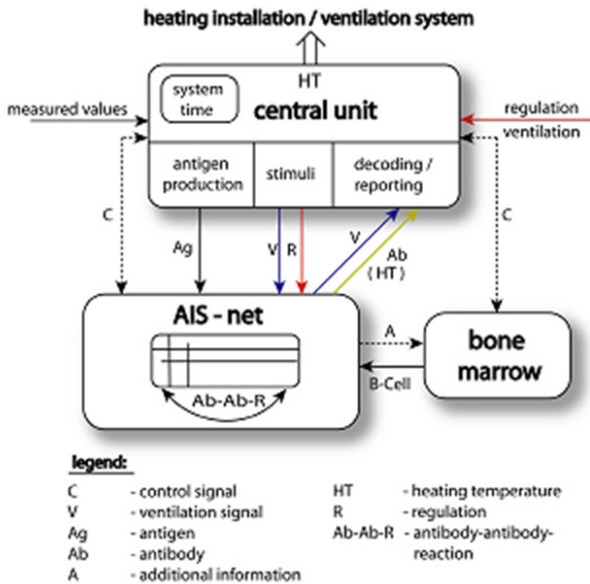 heating installation / ventilation system
HT
system
time
central unit
measured values
regulation
ventilation
antigen
production
stimuli
decoding /
reporting
C
C
Ag
V
R
V
Ab
( HT )
AIS - net
A
bone
marrow
B-Cell
Ab-Ab-R
legend:
C - control signal
V - ventilation signal
Ag - antigen
Ab - antibody
A - additional information
HT - heating temperature
R - regulation
Ab-Ab-R - antibody-antibody-
reaction